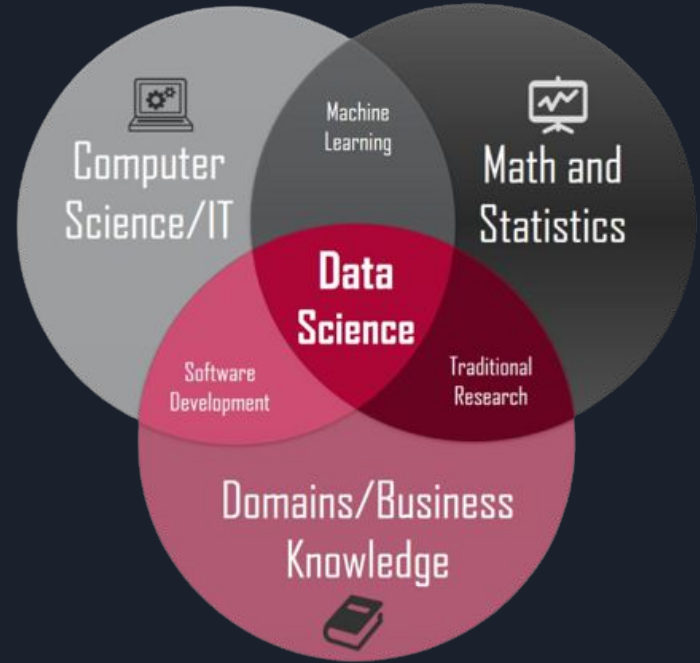 Machine
Learning
Computer
Science/IT
Math and
Statistics
Data
Science
Software
Development
Traditional
Research
Domains/Business
Knowledge